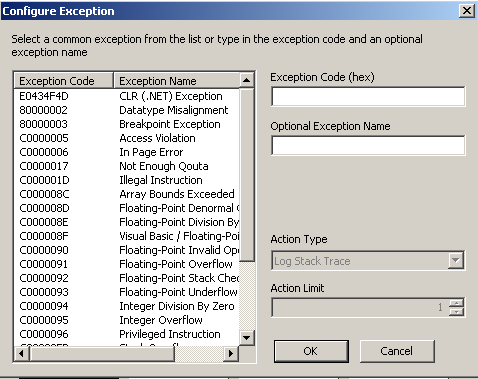 Configure Exception
Select a common exception from the list or type in the exception code and an optional
exception name
Exception Code Exception Name
E0434F4D CLR (.NET) Exception
80000002 Datatype Misalignment
80000003 Breakpoint Exception
C0000005 Access Violation
C0000006 In Page Error
C0000017 Not Enough Qouta
C000001D Illegal Instruction
C000008C Array Bounds Exceeded
C000008D Floating-Point Denormal
C000008E Floating-Point Division By
C000008F Visual Basic / Floating-Poi
C0000090 Floating-Point Invalid Ope
C0000091 Floating-Point Overflow
C0000092 Floating-Point Stack Chec
C0000093 Floating-Point Underflow
C0000094 Integer Division By Zero
C0000095 Integer Overflow
C0000096 Privileged Instruction
Exception Code (hex)
Optional Exception Name
Action Type
Log Stack Trace
Action Limit
1
OK
Cancel